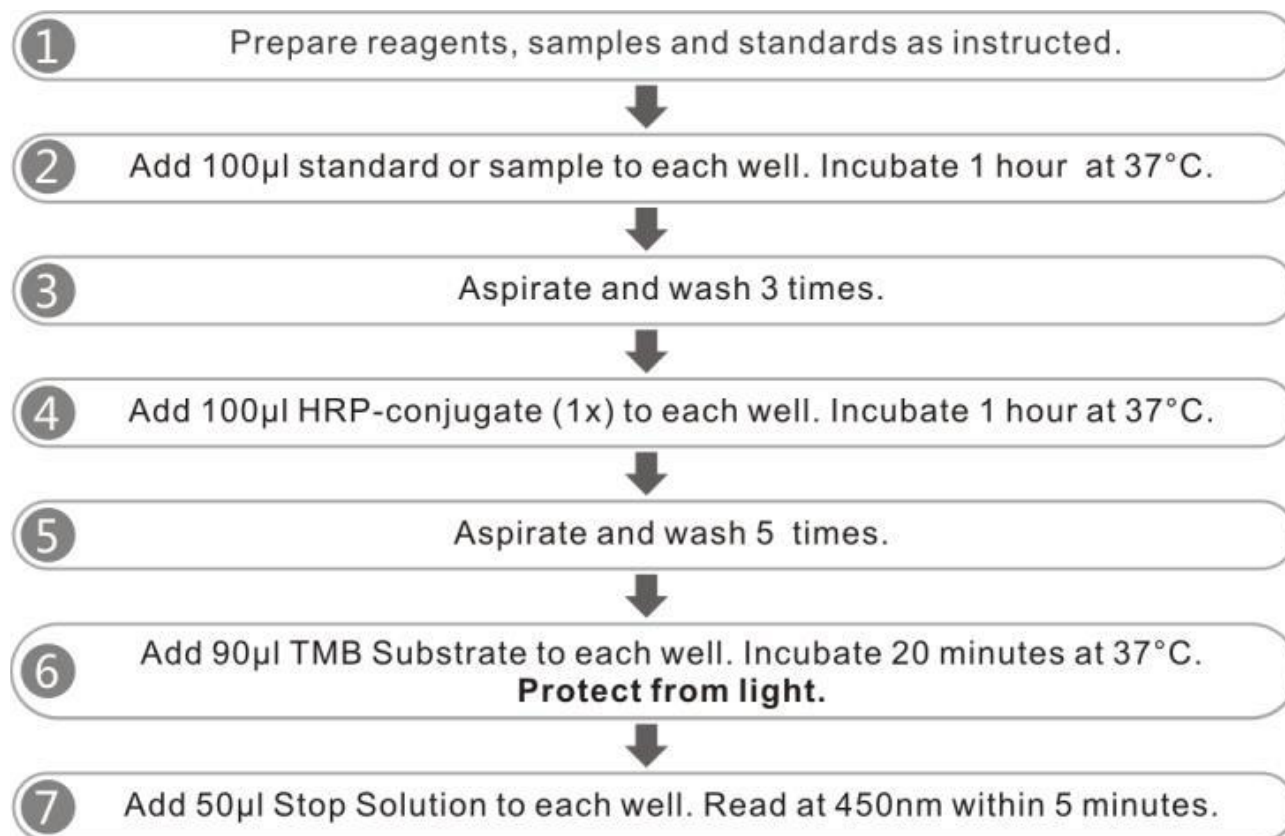 1 Prepare reagents, samples and standards as instructed.
2 Add 100µl standard or sample to each well. Incubate 1 hour at 37°C.
3 Aspirate and wash 3 times.
4 Add 100µl HRP-conjugate (1x) to each well. Incubate 1 hour at 37°C.
5 Aspirate and wash 5 times.
6 Add 90µl TMB Substrate to each well. Incubate 20 minutes at 37°C.
Protect from light.
7 Add 50µl Stop Solution to each well. Read at 450nm within 5 minutes.